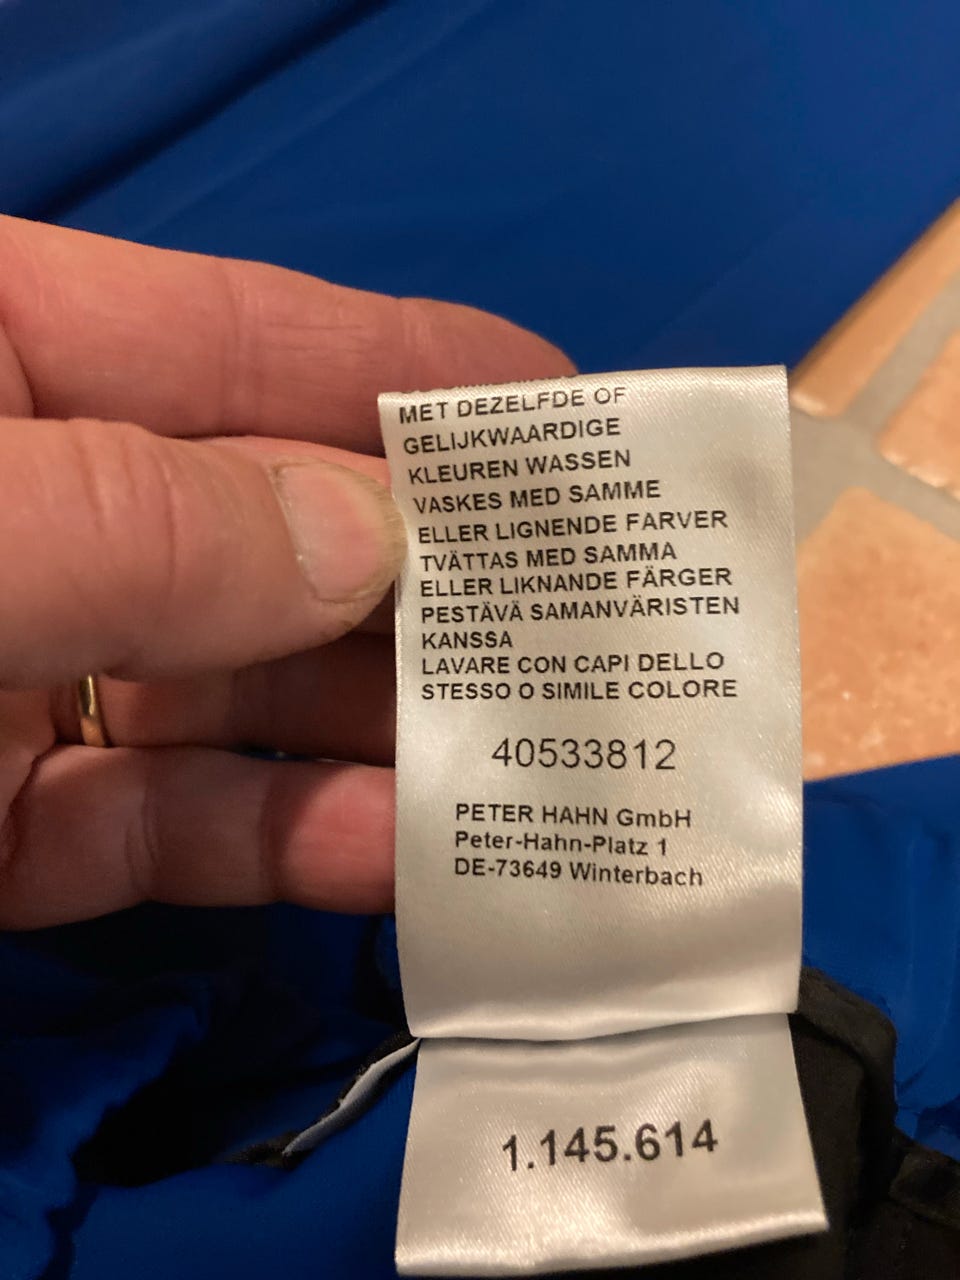 MET DEZELFDE OF
GELIJKWAARDIGE
KLEUREN WASSEN
VASKES MED SAMME
ELLER LIGNENDE FARVER
TVÄTTAS MED SAMMA
ELLER LIKNANDE FÄRGER
PESTÄVÄ SAMANVÄRISTEN
KANSSA
LAVARE CON CAPI DELLO
STESSO O SIMILE COLORE
40533812
PETER HAHN GmbH
Peter-Hahn-Platz 1
DE-73649 Winterbach
1.145.614